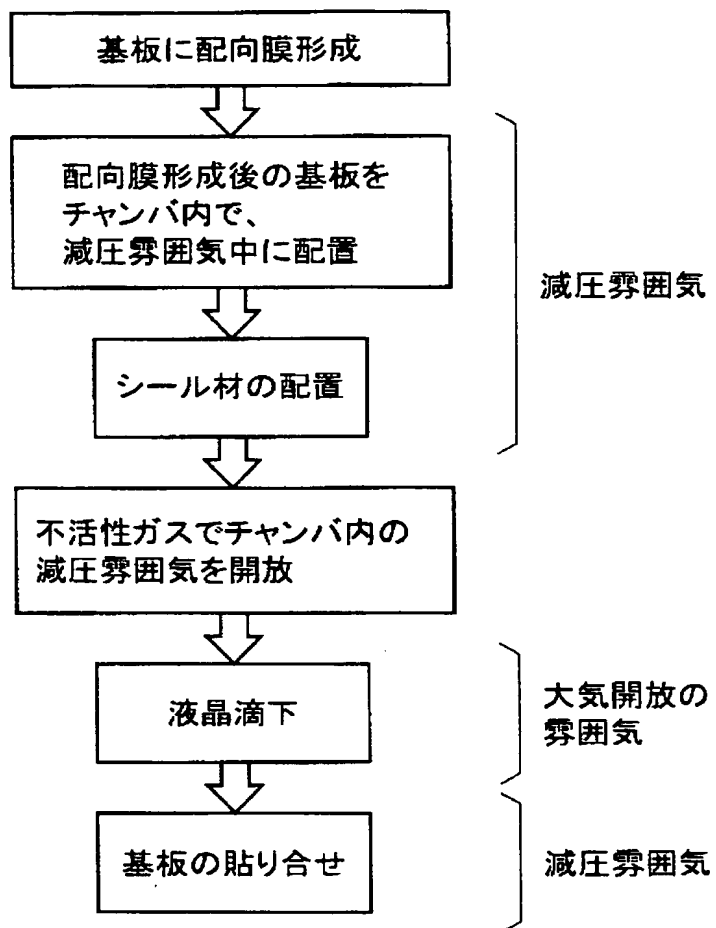 基板に配向膜形成
配向膜形成後の基板を
チャンバ内で、
減圧雰囲気中に配置
減圧雰囲気
シール材の配置
不活性ガスでチャンバ内の
減圧雰囲気を開放
液晶滴下
大気開放の
雰囲気
基板の貼り合せ
減圧雰囲気